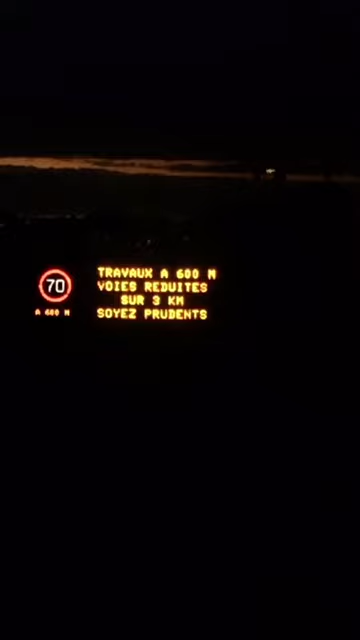 70
A 600 M
TRAVAUX A 600 M
VOIES REDUITES
SUR 3 KM
SOYEZ PRUDENTS